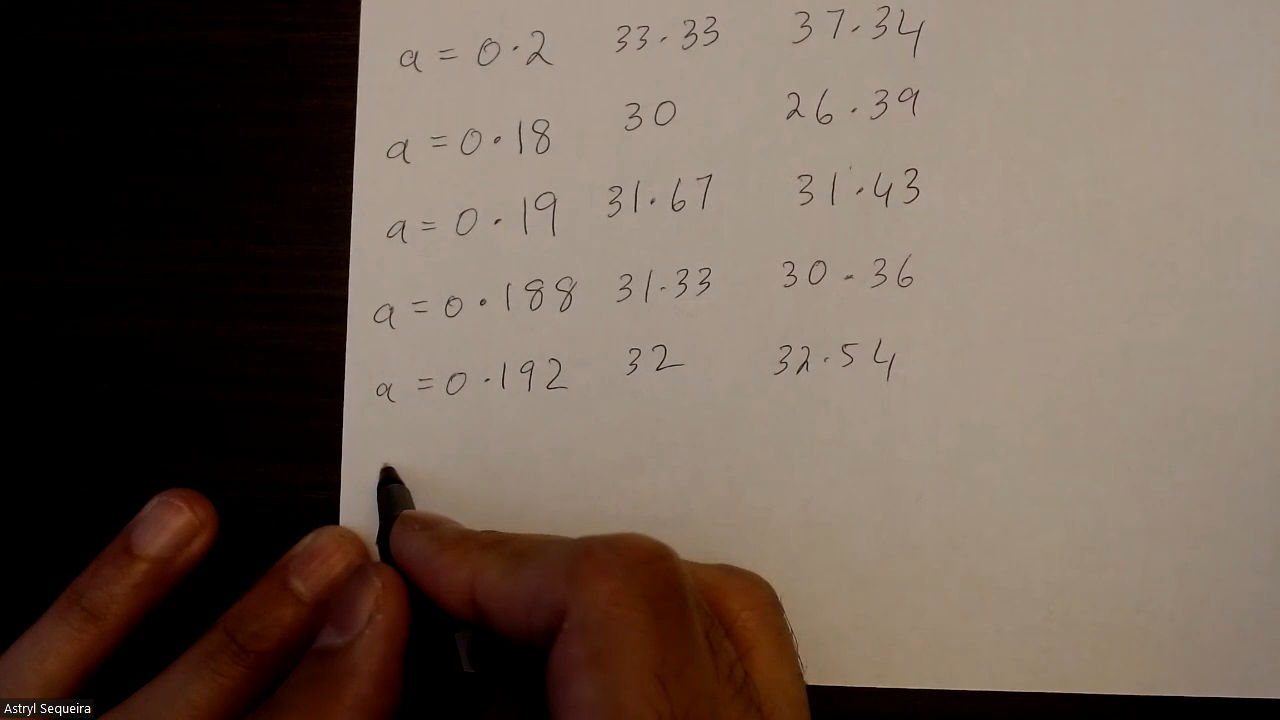 a = 0.2 33.33 37.34
a = 0.18 30 26.39
a = 0.19 31.67 31.43
a = 0.188 31.33 30.36
a = 0.192 32 32.54
Astryl Sequeira